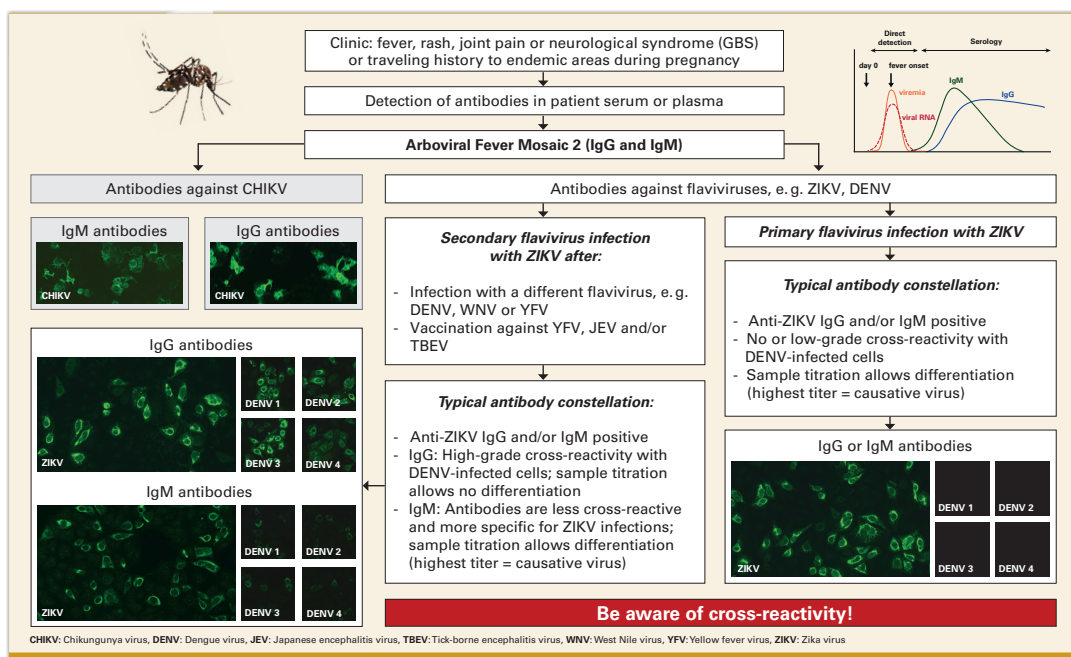 Clinic: fever, rash, joint pain or neurological syndrome (GBS)
or traveling history to endemic areas during pregnancy
Detection of antibodies in patient serum or plasma
Arboviral Fever Mosaic 2 (IgG and IgM)
Direct
detection
Serology
day 0
fever onset
IgM
viremia
IgG
viral RNA
Antibodies against CHIKV
IgM antibodies
CHIKV
IgG antibodies
CHIKV
Antibodies against flaviviruses, e. g. ZIKV, DENV
Secondary flavivirus infection
with ZIKV after:
- Infection with a different flavivirus, e. g.
DENV, WNV or YFV
- Vaccination against YFV, JEV and/or
TBEV
Typical antibody constellation:
- Anti-ZIKV IgG and/or IgM positive
- IgG: High-grade cross-reactivity with
DENV-infected cells; sample titration
allows no differentiation
- IgM: Antibodies are less cross-reactive
and more specific for ZIKV infections;
sample titration allows differentiation
(highest titer = causative virus)
IgG antibodies
ZIKV
DENV 1
DENV 2
DENV 3
DENV 4
IgM antibodies
ZIKV
DENV 1
DENV 2
DENV 3
DENV 4
Primary flavivirus infection with ZIKV
Typical antibody constellation:
- Anti-ZIKV IgG and/or IgM positive
- No or low-grade cross-reactivity with
DENV-infected cells
- Sample titration allows differentiation
(highest titer = causative virus)
IgG or IgM antibodies
ZIKV
DENV 1
DENV 2
DENV 3
DENV 4
Be aware of cross-reactivity!
CHIKV: Chikungunya virus, DENV: Dengue virus, JEV: Japanese encephalitis virus, TBEV: Tick-borne encephalitis virus, WNV: West Nile virus, YFV: Yellow fever virus, ZIKV: Zika virus